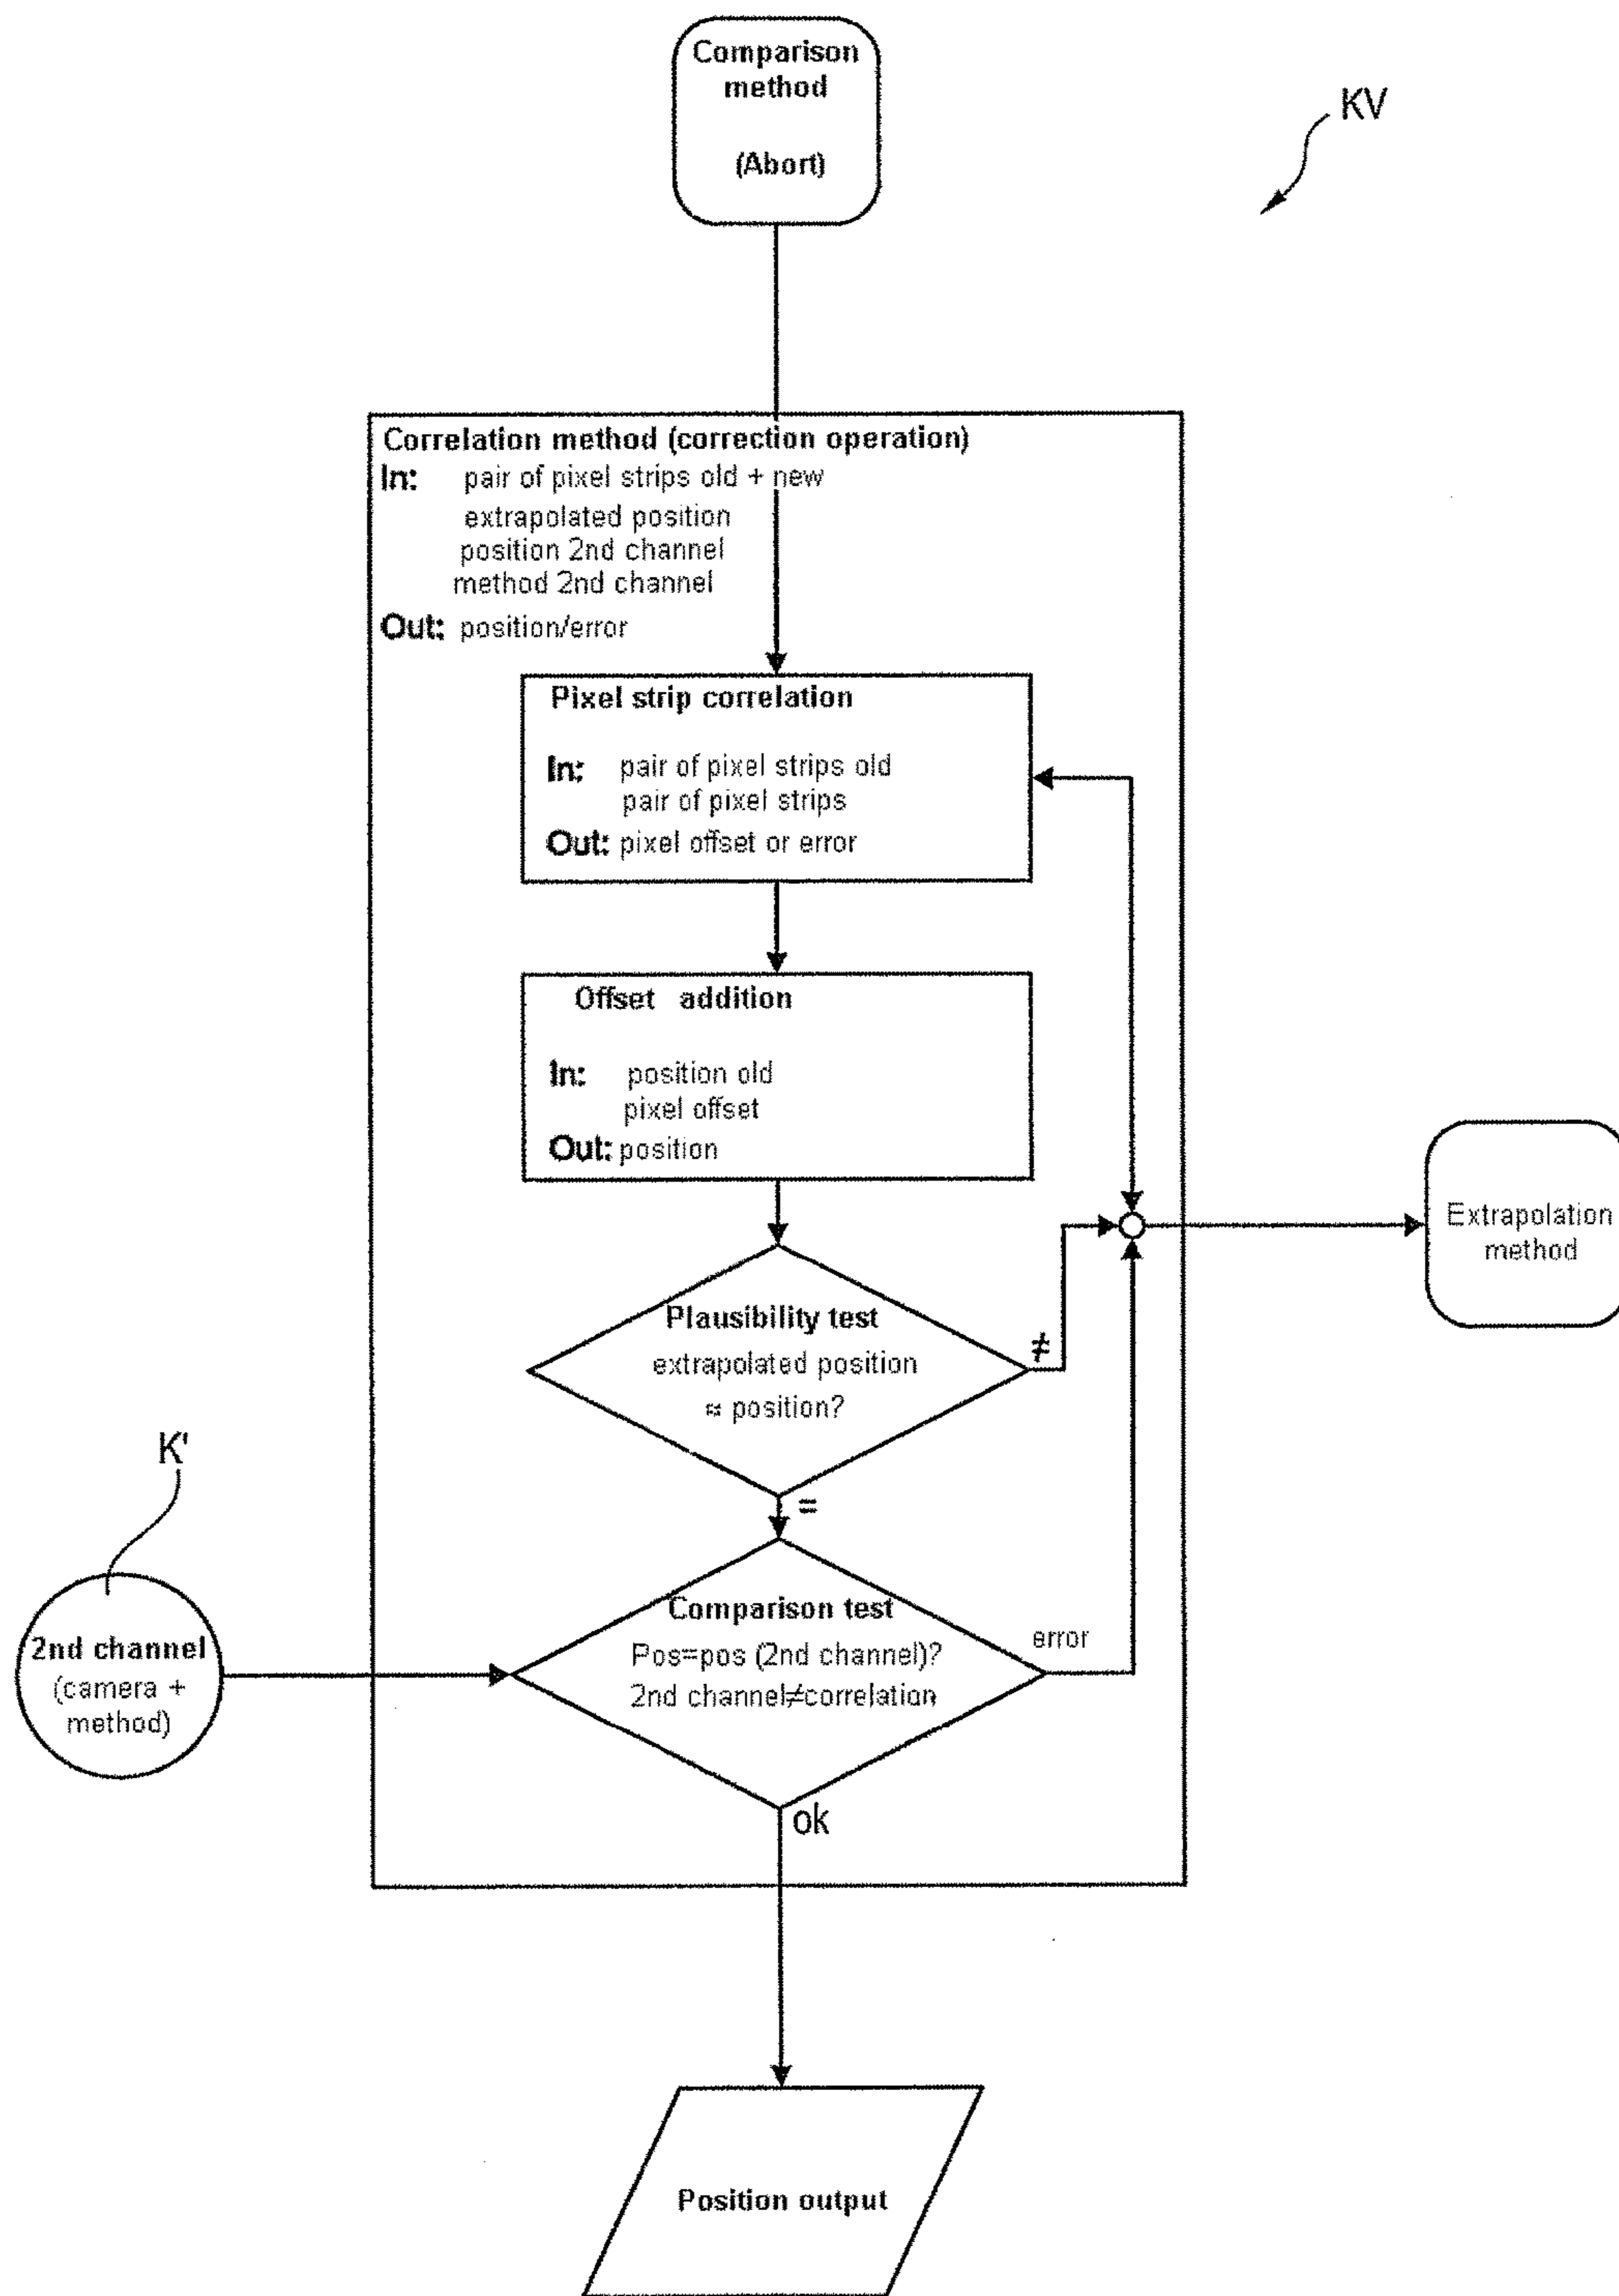 Comparison
method
(Abort)
KV
Correlation method (correction operation)
In: pair of pixel strips old + new
extrapolated position
position 2nd channel
method 2nd channel
Out: position/error
Pixel strip correlation
In: pair of pixel strips old
pair of pixel strips
Out: pixel offset or error
Offset addition
In: position old
pixel offset
Out: position
Extrapolation
method
Plausibility test
extrapolated position
≈ position?
≠
=
K'
2nd channel
(camera +
method)
Comparison test
Pos=pos (2nd channel)?
2nd channel≠correlation
error
ok
Position output